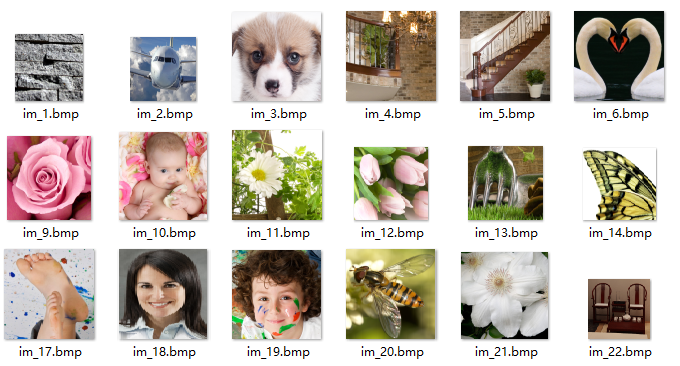 im_1.bmp im_2.bmp im_3.bmp im_4.bmp im_5.bmp im_6.bmp
im_9.bmp im_10.bmp im_11.bmp im_12.bmp im_13.bmp im_14.bmp
im_17.bmp im_18.bmp im_19.bmp im_20.bmp im_21.bmp im_22.bmp